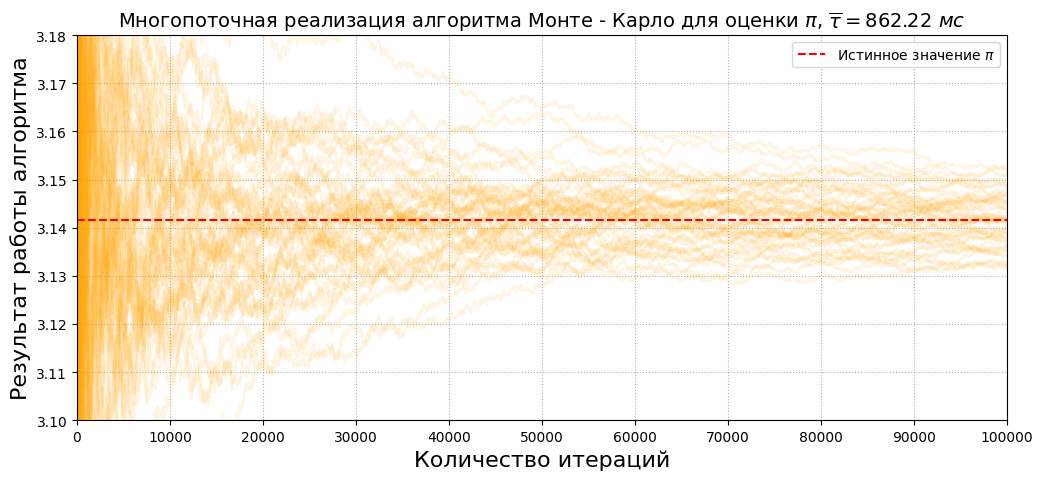 Многопоточная реализация алгоритма Монте - Карло для оценки π, τ̅ = 862.22 мс
Истинное значение π
Результат работы алгоритма
3.18
3.17
3.16
3.15
3.14
3.13
3.12
3.11
3.10
0 10000 20000 30000 40000 50000 60000 70000 80000 90000 100000
Количество итераций